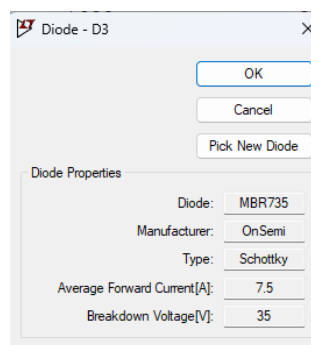 Diode - D3
OK
Cancel
Pick New Diode
Diode Properties
Diode: MBR735
Manufacturer: OnSemi
Type: Schottky
Average Forward Current[A]: 7.5
Breakdown Voltage[V]: 35